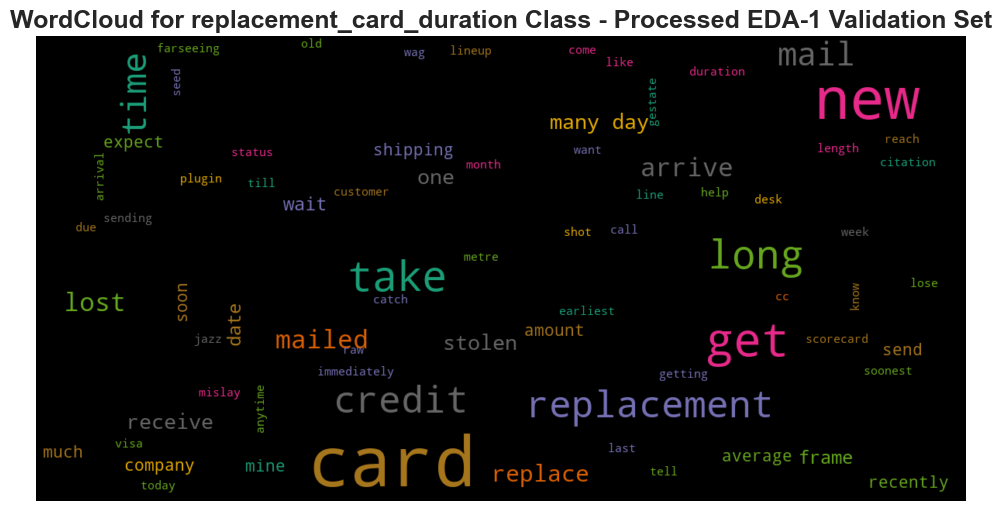 WordCloud for replacement_card_duration Class - Processed EDA-1 Validation Set
farseeing
old
wag
lineup
come
like
mail
time
seed
duration
new
gestate
many day
expect
reach
arrival
status
shipping
want
length
citation
month
arrive
plugin
till
one
customer
line
help
desk
wait
sending
due
shot
call
week
long
metre
take
lost
soon
catch
cc
know
lose
date
earliest
amount
jazz
mailed
raw
stolen
get
scorecard
send
immediately
getting
soonest
mislay
anytime
credit
replacement
receive
much
visa
company
mine
card
replace
last
tell
average
frame
today
recently